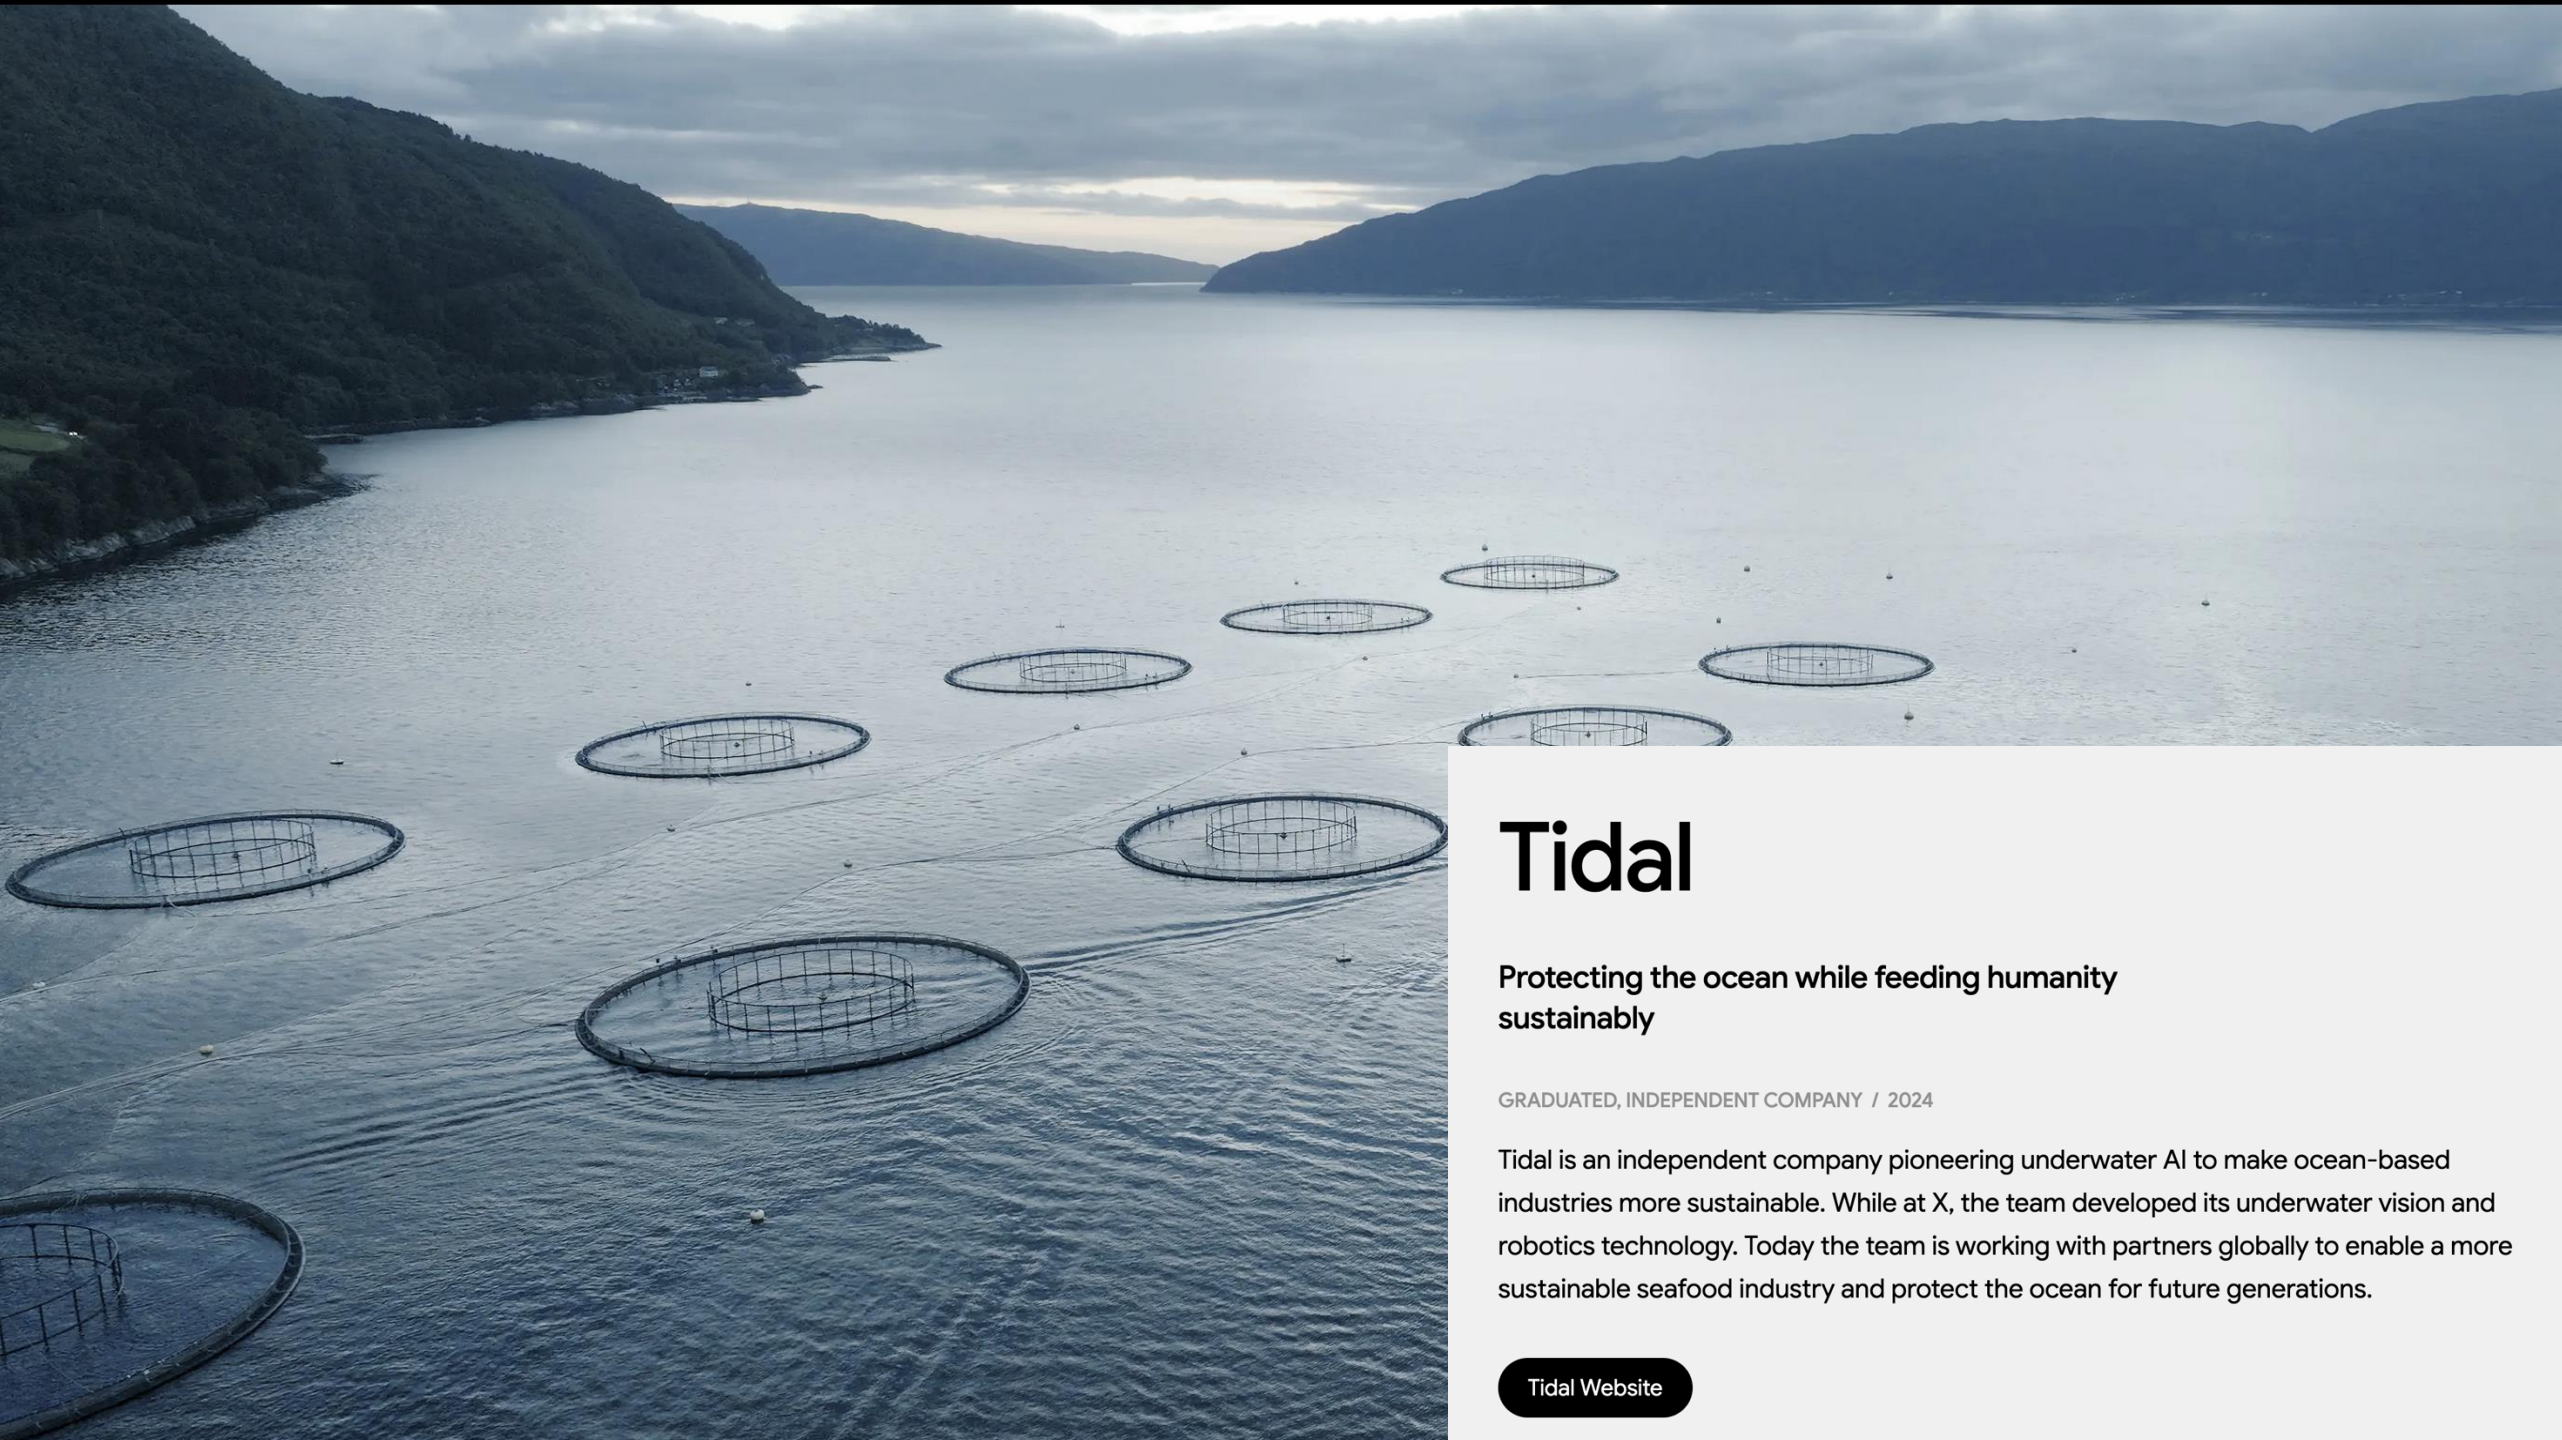 Tidal
Protecting the ocean while feeding humanity
sustainably
GRADUATED, INDEPENDENT COMPANY / 2024
Tidal is an independent company pioneering underwater AI to make ocean-based
industries more sustainable. While at X, the team developed its underwater vision and
robotics technology. Today the team is working with partners globally to enable a more
sustainable seafood industry and protect the ocean for future generations.
Tidal Website